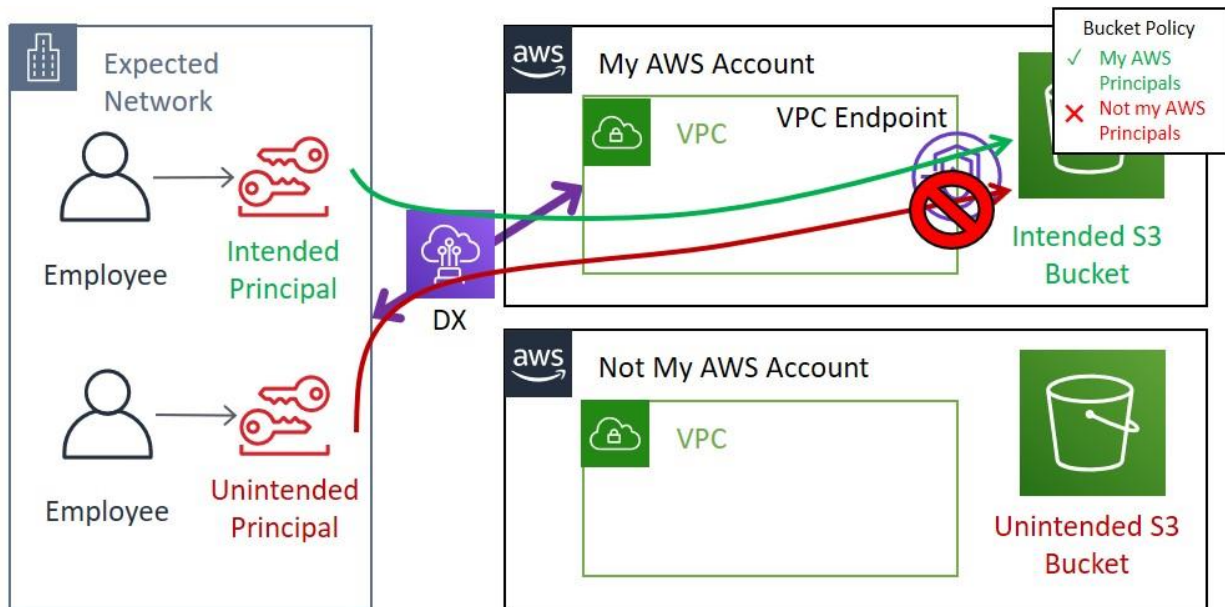 Expected
Network
Employee
Intended
Principal
Employee
Unintended
Principal
DX
aws
My AWS Account
VPC
VPC Endpoint
Bucket Policy
✓ My AWS
Principals
✕ Not my AWS
Principals
Intended S3
Bucket
aws
Not My AWS Account
VPC
Unintended S3
Bucket